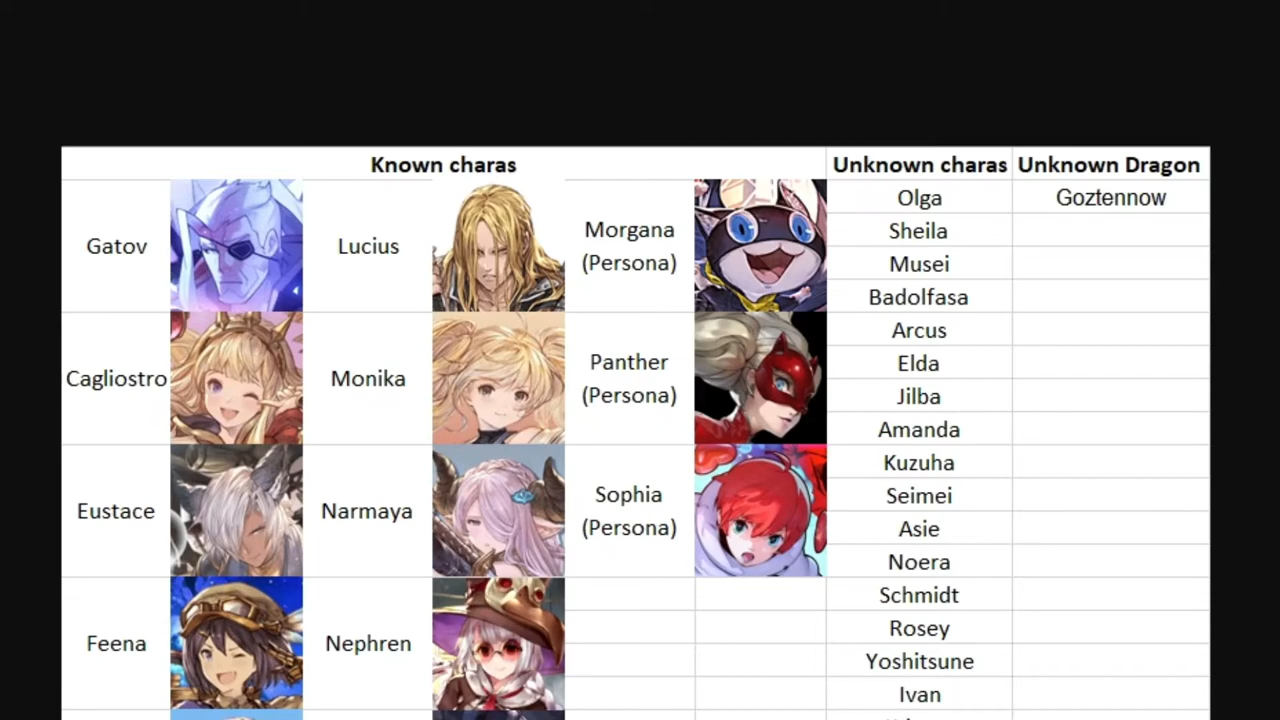 Known charas
Unknown charas
Unknown Dragon
Gatov
Lucius
Morgana
(Persona)
Olga
Goztennow
Sheila
Musei
Badolfasa
Cagliostro
Monika
Panther
(Persona)
Arcus
Elda
Jilba
Amanda
Eustace
Narmaya
Sophia
(Persona)
Kuzuha
Seimei
Asie
Noera
Feena
Nephren
Schmidt
Rosey
Yoshitsune
Ivan